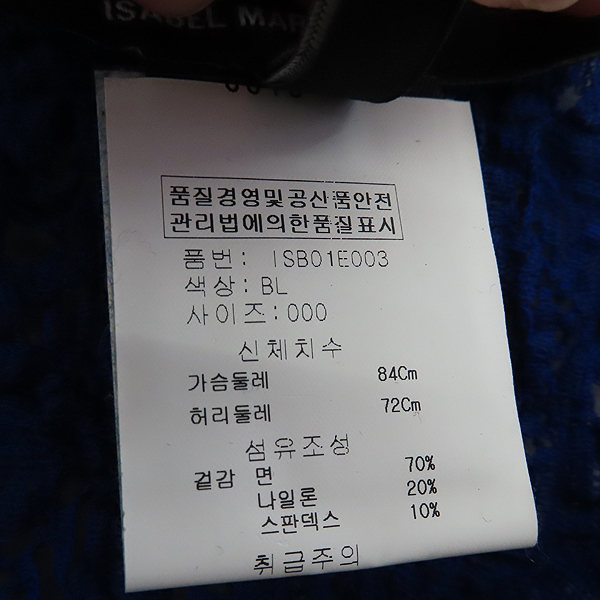 ISABEL MAR
품질경영및공산품안전
관리법에의한품질표시
품번: ISB01E003
색상: BL
사이즈: 000
신체치수
가슴둘레 84Cm
허리둘레 72Cm
섬유조성
겉감 면 70%
나일론 20%
스판덱스 10%
취급주의